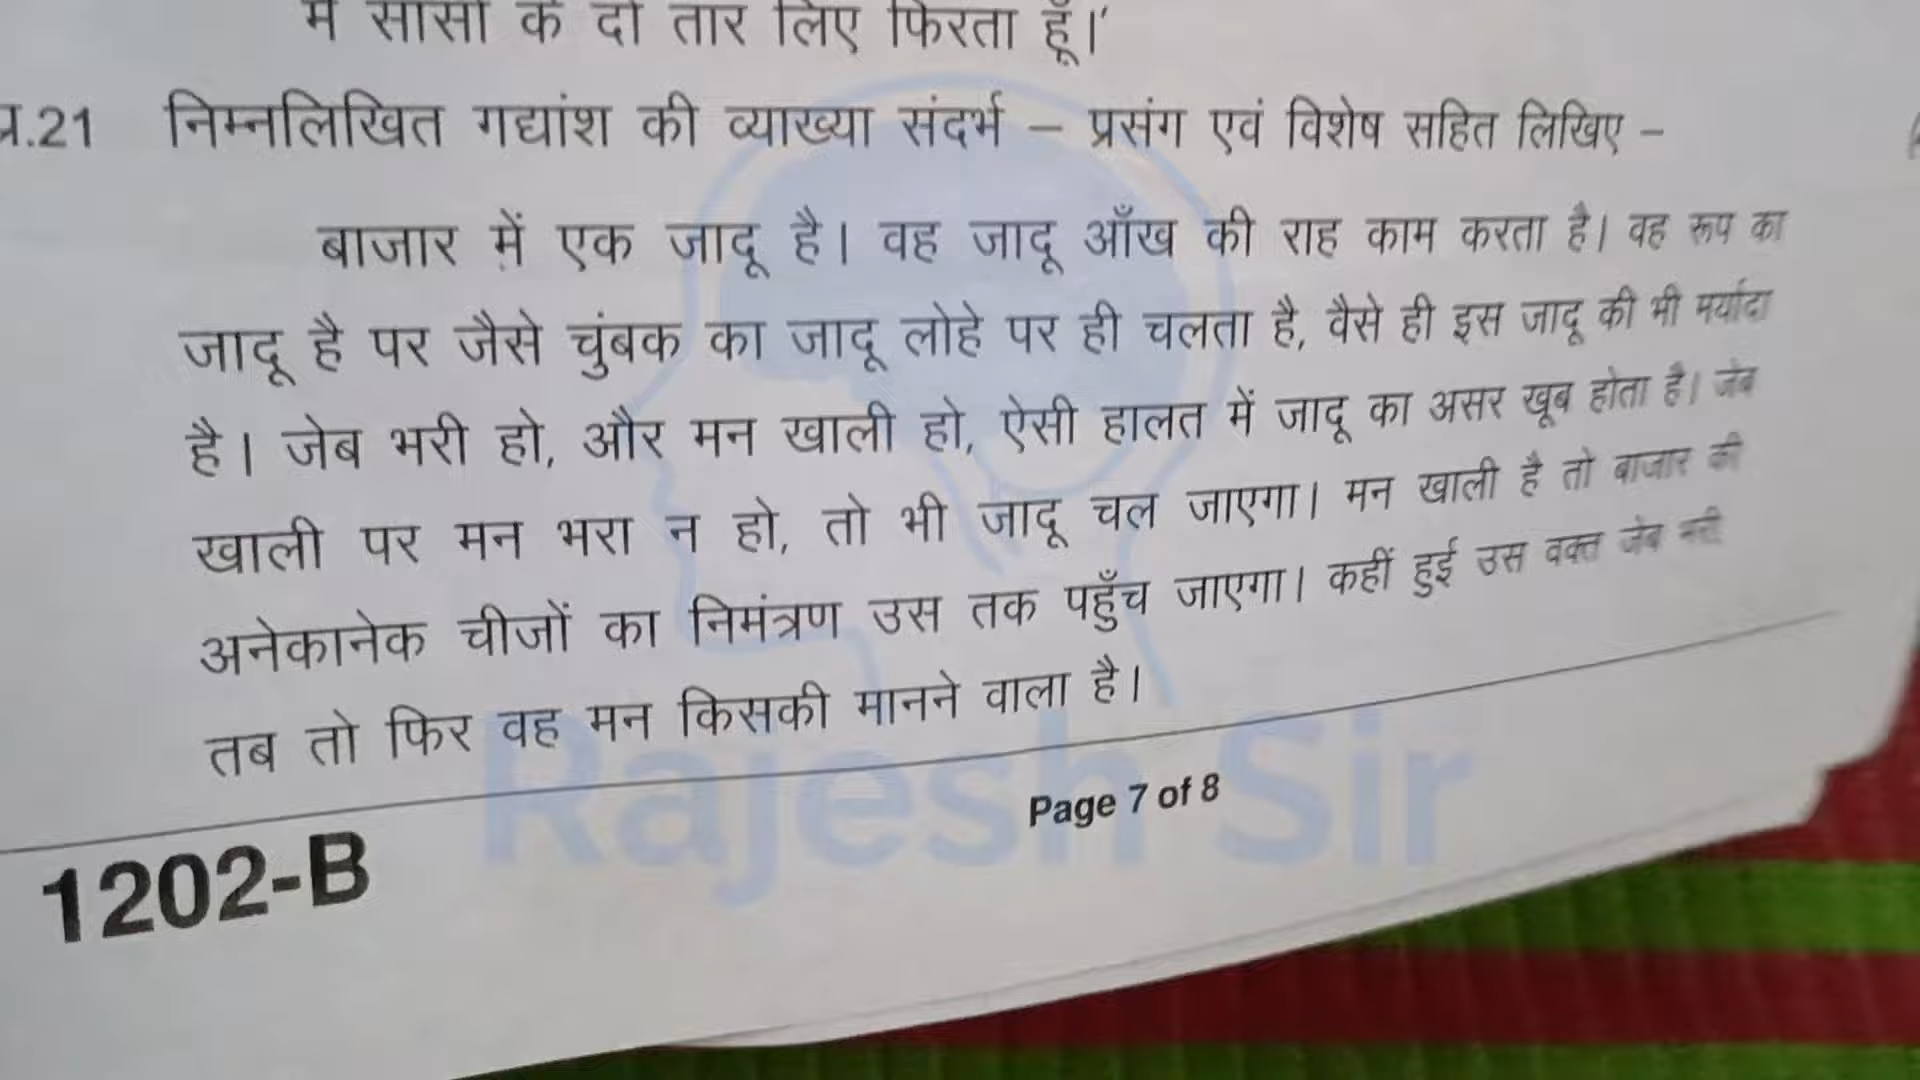 में सांसों के दो तार लिए फिरता हूँ।’
प्र.21 निम्नलिखित गद्यांश की व्याख्या संदर्भ – प्रसंग एवं विशेष सहित लिखिए –
बाजार में एक जादू है। वह जादू आँख की राह काम करता है। वह रूप का
जादू है पर जैसे चुंबक का जादू लोहे पर ही चलता है, वैसे ही इस जादू की भी मर्यादा
है। जेब भरी हो, और मन खाली हो, ऐसी हालत में जादू का असर खूब होता है। जेब
खाली पर मन भरा न हो, तो भी जादू चल जाएगा। मन खाली है तो बाजार की
अनेकानेक चीजों का निमंत्रण उस तक पहुँच जाएगा। कहीं हुई उस वक्त जेब भरी
तब तो फिर वह मन किसकी मानने वाला है।
Rajesh Sir
Page 7 of 8
1202-B